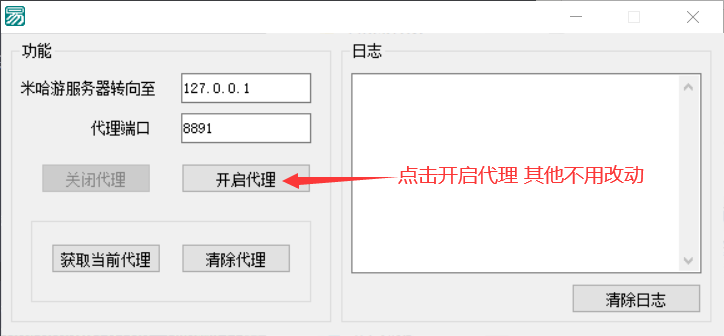 易
功能
米哈游服务器转向至
127.0.0.1
代理端口
8891
关闭代理
开启代理
获取当前代理
清除代理
日志
点击开启代理 其他不用改动
清除日志